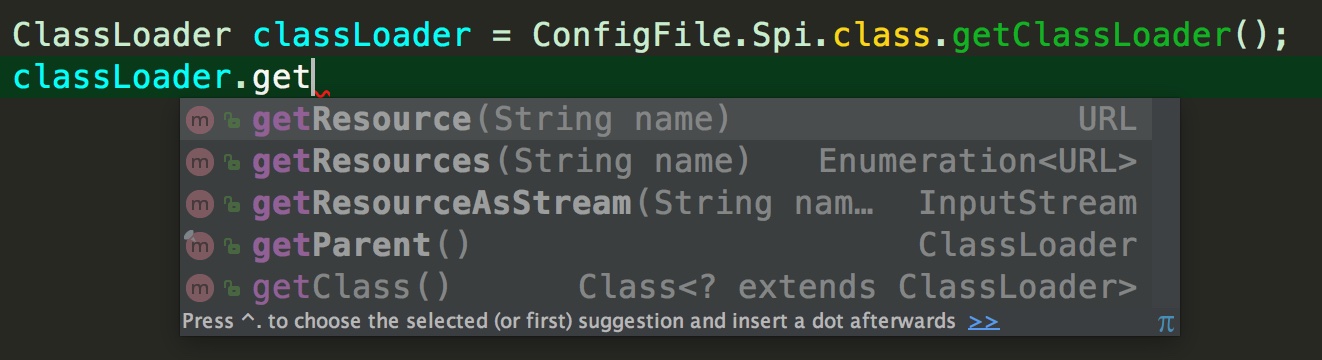 ClassLoader classLoader = ConfigFile.Spi.class.getClassLoader();
classLoader.get
m getResource(String name) URL
m getResources(String name) Enumeration<URL>
m getResourceAsStream(String nam… InputStream
m getParent() ClassLoader
m getClass() Class<? extends ClassLoader>
Press ^. to choose the selected (or first) suggestion and insert a dot afterwards >> π